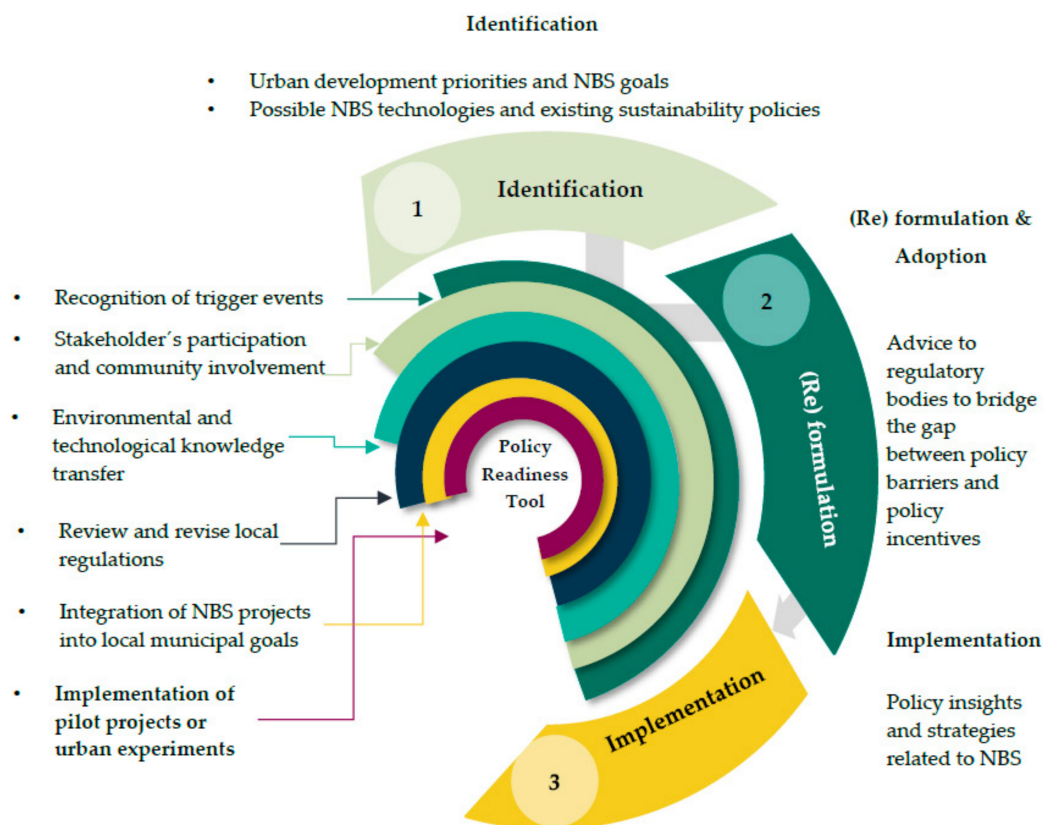 Identification
• Urban development priorities and NBS goals
• Possible NBS technologies and existing sustainability policies
1
Identification
(Re) formulation &
Adoption
2
(Re) formulation
Advice to
regulatory
bodies to bridge
the gap
between policy
barriers and
policy
incentives
• Recognition of trigger events
• Stakeholder´s participation
and community involvement
• Environmental and
technological knowledge
transfer
• Review and revise local
regulations
• Integration of NBS projects
into local municipal goals
• Implementation of
pilot projects or
urban experiments
Policy
Readiness
Tool
Implementation
3
Implementation
Policy insights
and strategies
related to NBS